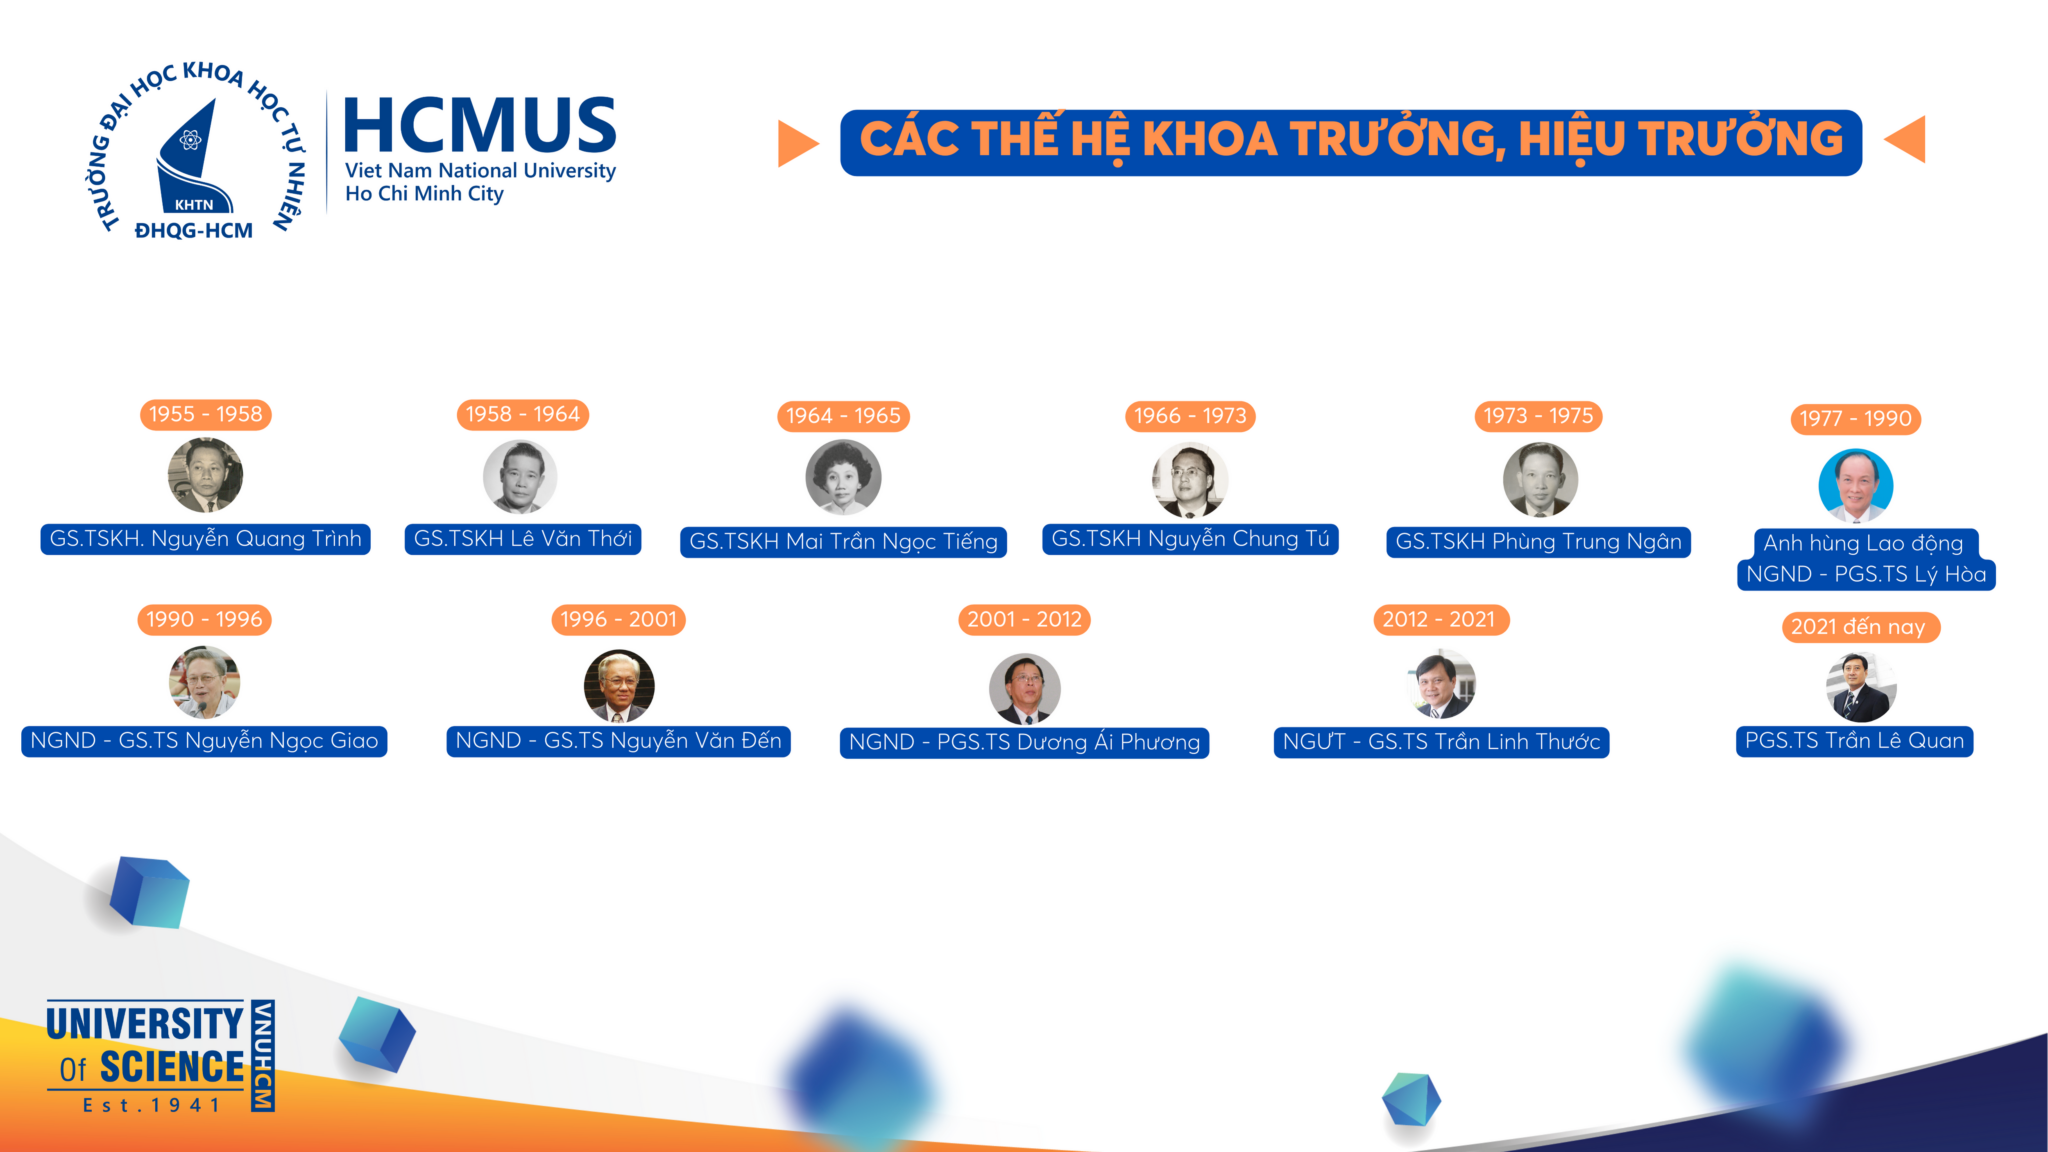 TRƯỜNG ĐẠI HỌC KHOA HỌC TỰ NHIÊN
KHTN
ĐHQG-HCM
HCMUS
Viet Nam National University
Ho Chi Minh City
CÁC THẾ HỆ KHOA TRƯỞNG, HIỆU TRƯỞNG
1955 - 1958
GS.TSKH. Nguyễn Quang Trình
1958 - 1964
GS.TSKH Lê Văn Thới
1964 - 1965
GS.TSKH Mai Trần Ngọc Tiếng
1966 - 1973
GS.TSKH Nguyễn Chung Tú
1973 - 1975
GS.TSKH Phùng Trung Ngân
1977 - 1990
Anh hùng Lao động
NGND - PGS.TS Lý Hòa
1990 - 1996
NGND - GS.TS Nguyễn Ngọc Giao
1996 - 2001
NGND - GS.TS Nguyễn Văn Đến
2001 - 2012
NGND - PGS.TS Dương Ái Phương
2012 - 2021
NGƯT - GS.TS Trần Linh Thước
2021 đến nay
PGS.TS Trần Lê Quan
UNIVERSITY
Of SCIENCE
Est.1941
VNUHCM